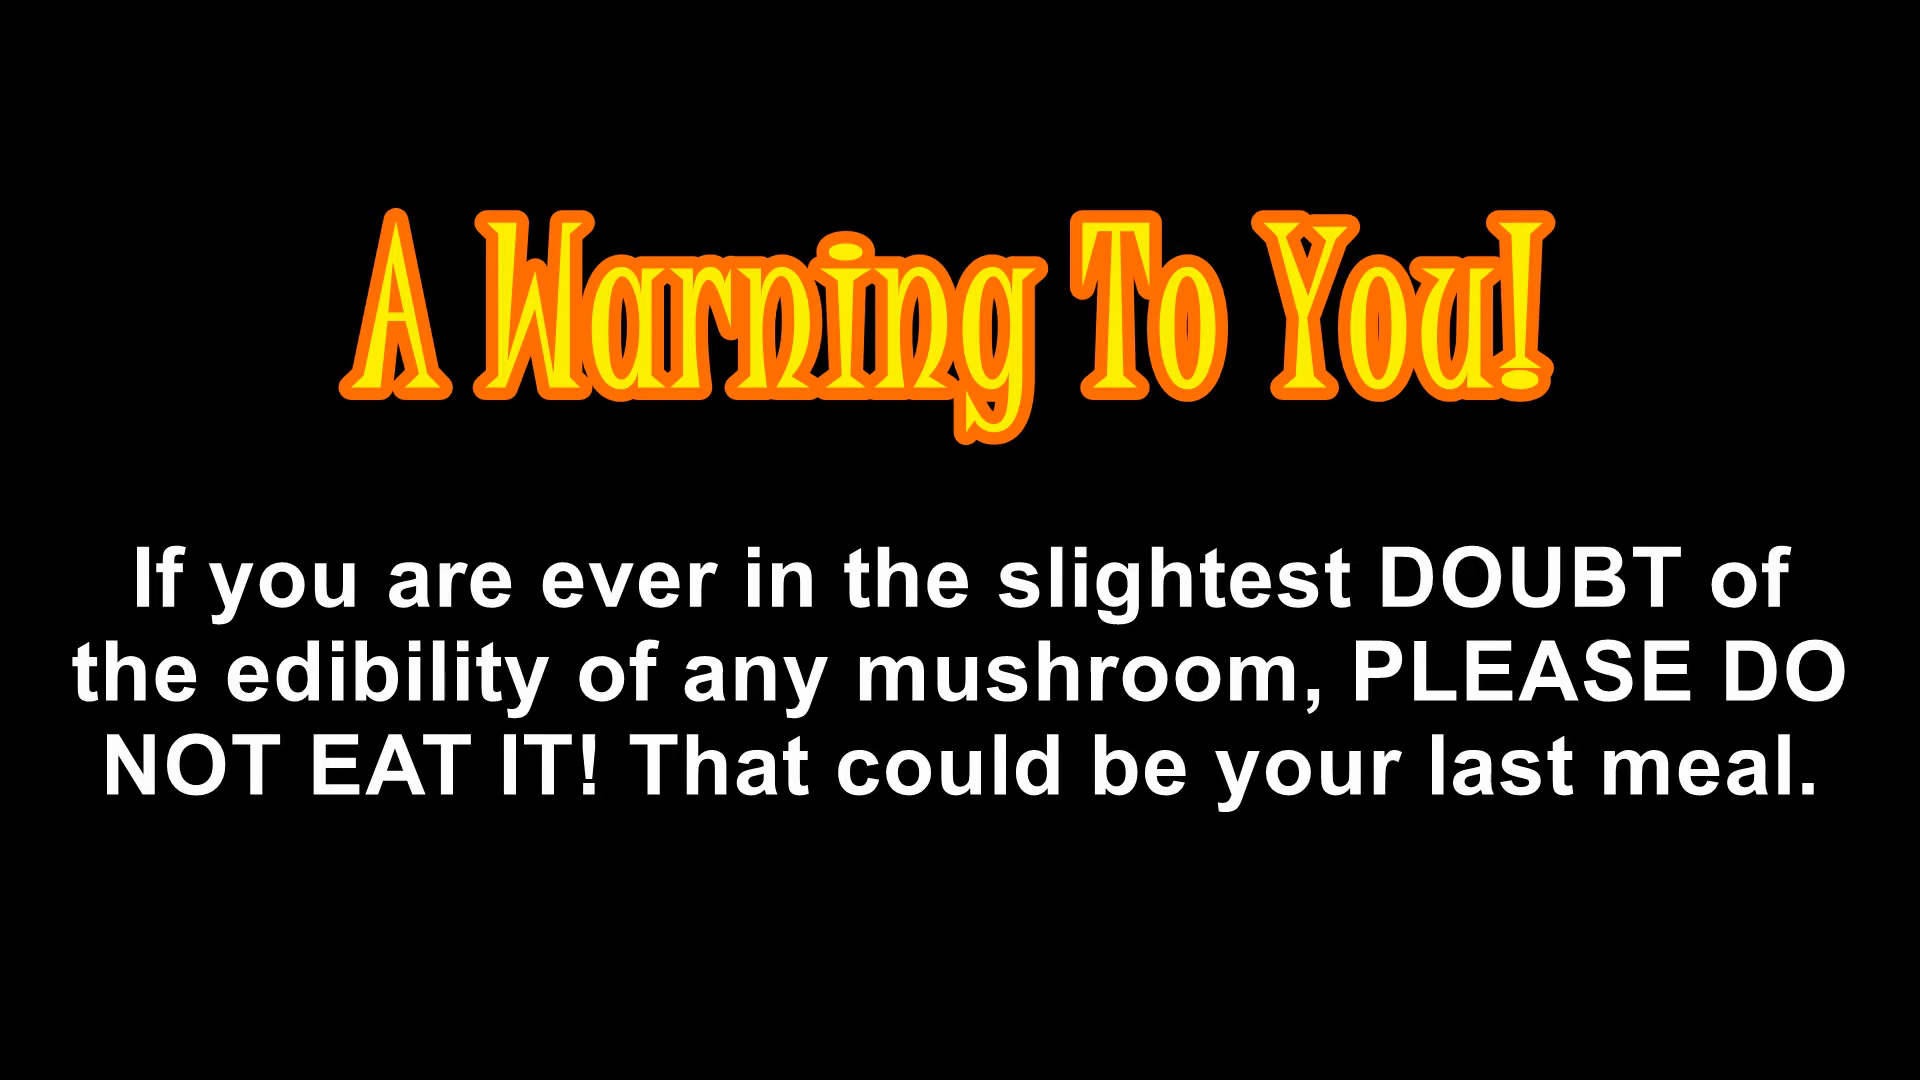 A Warning To You!
If you are ever in the slightest DOUBT of
the edibility of any mushroom, PLEASE DO
NOT EAT IT! That could be your last meal.